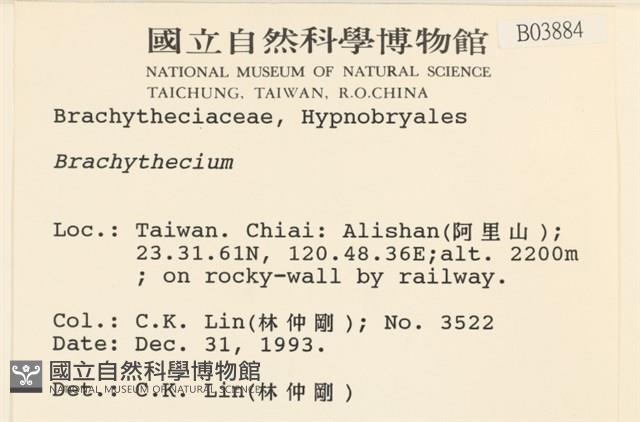 國立自然科學博物館
B03884
NATIONAL MUSEUM OF NATURAL SCIENCE
TAICHUNG, TAIWAN, R.O.CHINA
Brachytheciaceae, Hypnobryales
Brachythecium
Loc.: Taiwan. Chiai: Alishan(阿里山);
23.31.61N, 120.48.36E;alt. 2200m
; on rocky-wall by railway.
Col.: C.K. Lin(林仲剛); No. 3522
Date: Dec. 31, 1993.
國立自然科學博物館
NATIONAL MUSEUM OF NATURAL SCIENCE
Det.: C.K. Lin(林仲剛)